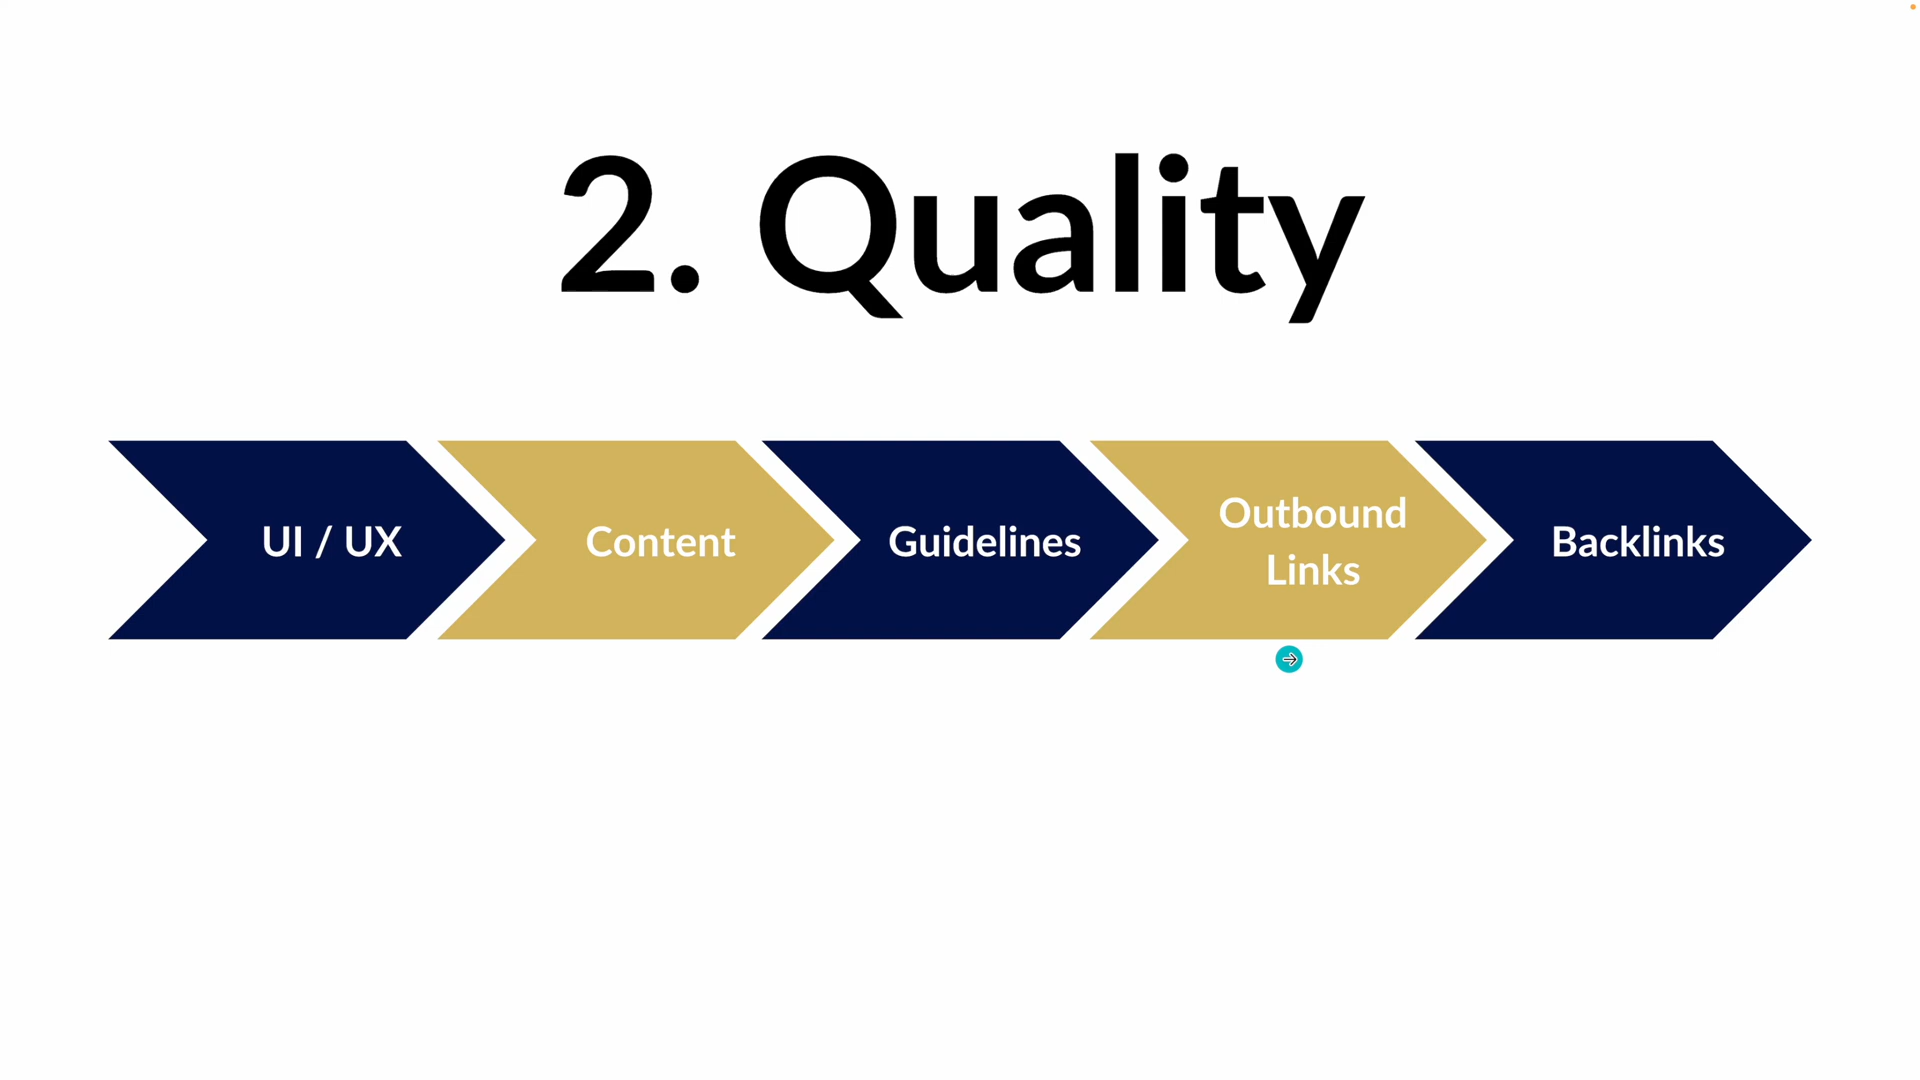 2. Quality
UI / UX
Content
Guidelines
Outbound
Links
Backlinks